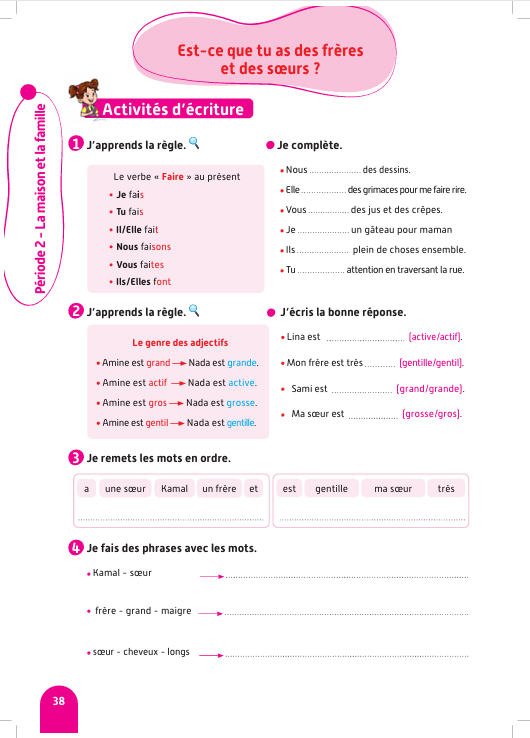 Est-ce que tu as des frères
et des sœurs ?
Activités d'écriture
Période 2 - La maison et la famille
1 J'apprends la règle.
Le verbe « Faire » au présent
• Je fais
• Tu fais
• Il/Elle fait
• Nous faisons
• Vous faites
• Ils/Elles font
• Je complète.
• Nous .................... des dessins.
• Elle .................. des grimaces pour me faire rire.
• Vous ................ des jus et des crêpes.
• Je .................... un gâteau pour maman
• Ils .................... plein de choses ensemble.
• Tu .................. attention en traversant la rue.
2 J'apprends la règle.
Le genre des adjectifs
• Amine est grand → Nada est grande.
• Amine est actif → Nada est active.
• Amine est gros → Nada est grosse.
• Amine est gentil → Nada est gentille.
• J'écris la bonne réponse.
• Lina est .............................. (active/actif).
• Mon frère est très ............ (gentille/gentil).
• Sami est .......................... (grand/grande).
• Ma sœur est .................... (grosse/gros).
3 Je remets les mots en ordre.
a une sœur Kamal un frère et
est gentille ma sœur très
4 Je fais des phrases avec les mots.
• Kamal - sœur → ............................................................
• frère - grand - maigre → ............................................................
• sœur - cheveux - longs → ............................................................
38